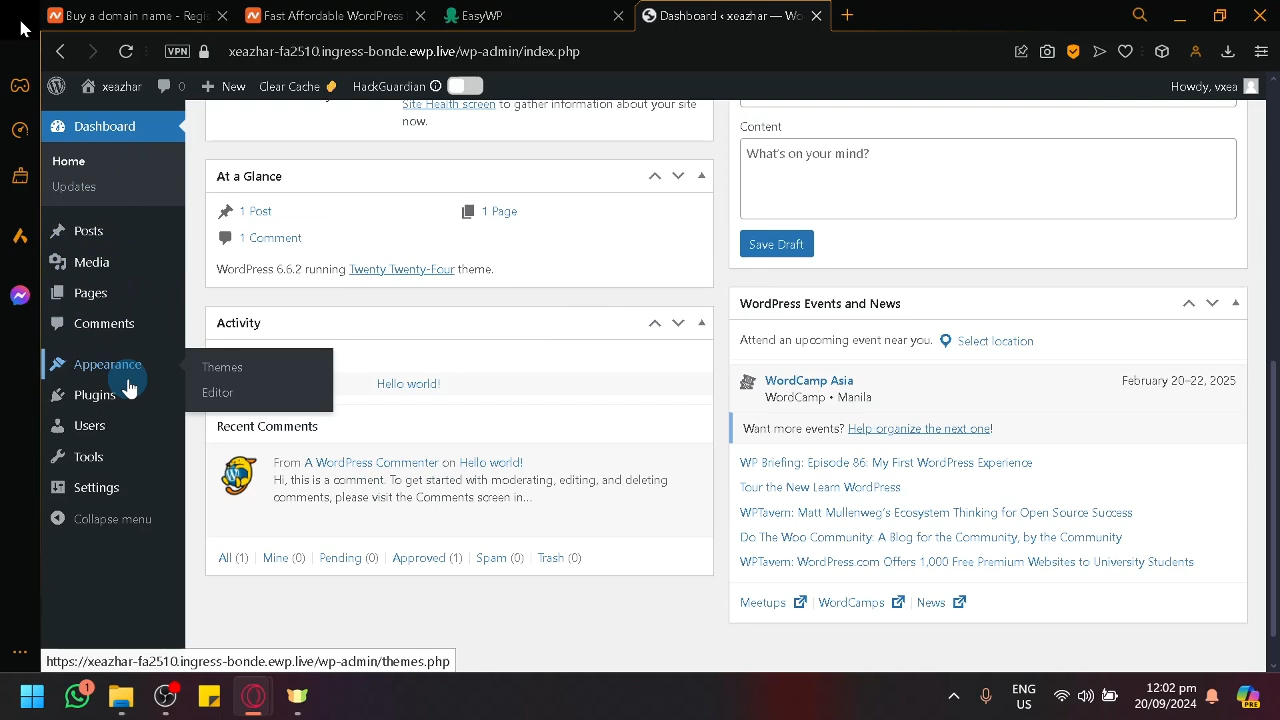 Buy a domain name - Regis
Fast Affordable WordPress
EasyWP
Dashboard ‹ xeazhar — Wo
VPN
xeazhar-fa2510.ingress-bonde.ewp.live/wp-admin/index.php
xeazhar
0
New
Clear Cache
HackGuardian
Howdy, vxea
Dashboard
Home
Updates
Posts
Media
Pages
Comments
Appearance
Plugins
Users
Tools
Settings
Collapse menu
Themes
Editor
Site Health screen to gather information about your site
now.
At a Glance
1 Post
1 Page
1 Comment
WordPress 6.6.2 running Twenty Twenty-Four theme.
Activity
Hello world!
Recent Comments
From A WordPress Commenter on Hello world!
Hi, this is a comment. To get started with moderating, editing, and deleting
comments, please visit the Comments screen in…
All (1) | Mine (0) | Pending (0) | Approved (1) | Spam (0) | Trash (0)
Content
What's on your mind?
Save Draft
WordPress Events and News
Attend an upcoming event near you.
Select location
WordCamp Asia
February 20–22, 2025
WordCamp • Manila
Want more events? Help organize the next one!
WP Briefing: Episode 86: My First WordPress Experience
Tour the New Learn WordPress
WPTavern: Matt Mullenweg's Ecosystem Thinking for Open Source Success
Do The Woo Community: A Blog for the Community, by the Community
WPTavern: WordPress.com Offers 1,000 Free Premium Websites to University Students
Meetups | WordCamps | News
https://xeazhar-fa2510.ingress-bonde.ewp.live/wp-admin/themes.php
1
ENG
US
12:02 pm
20/09/2024
PRE